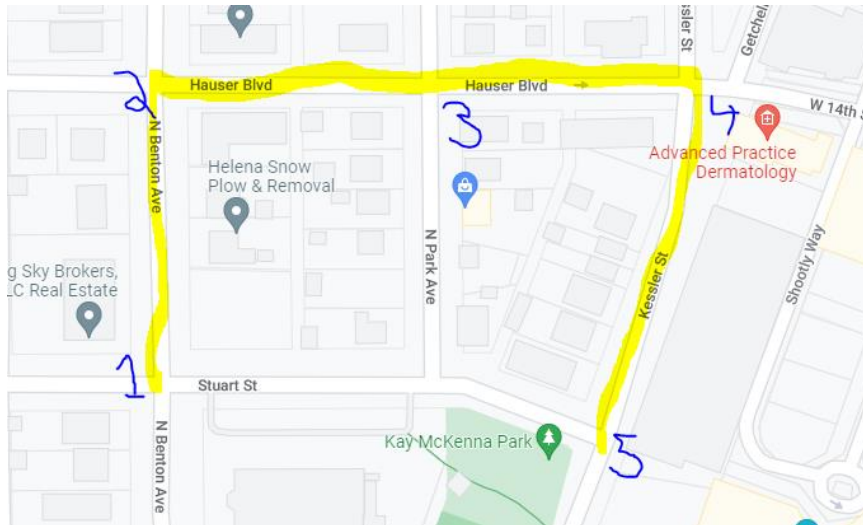 ssler St
Getchell
2
Hauser Blvd
Hauser Blvd
3
4
W 14th S
N Benton Ave
Helena Snow
Plow & Removal
Advanced Practice
Dermatology
N Park Ave
g Sky Brokers,
LC Real Estate
Kessler St
Shootly Way
1
Stuart St
N Benton Ave
Kay McKenna Park
5